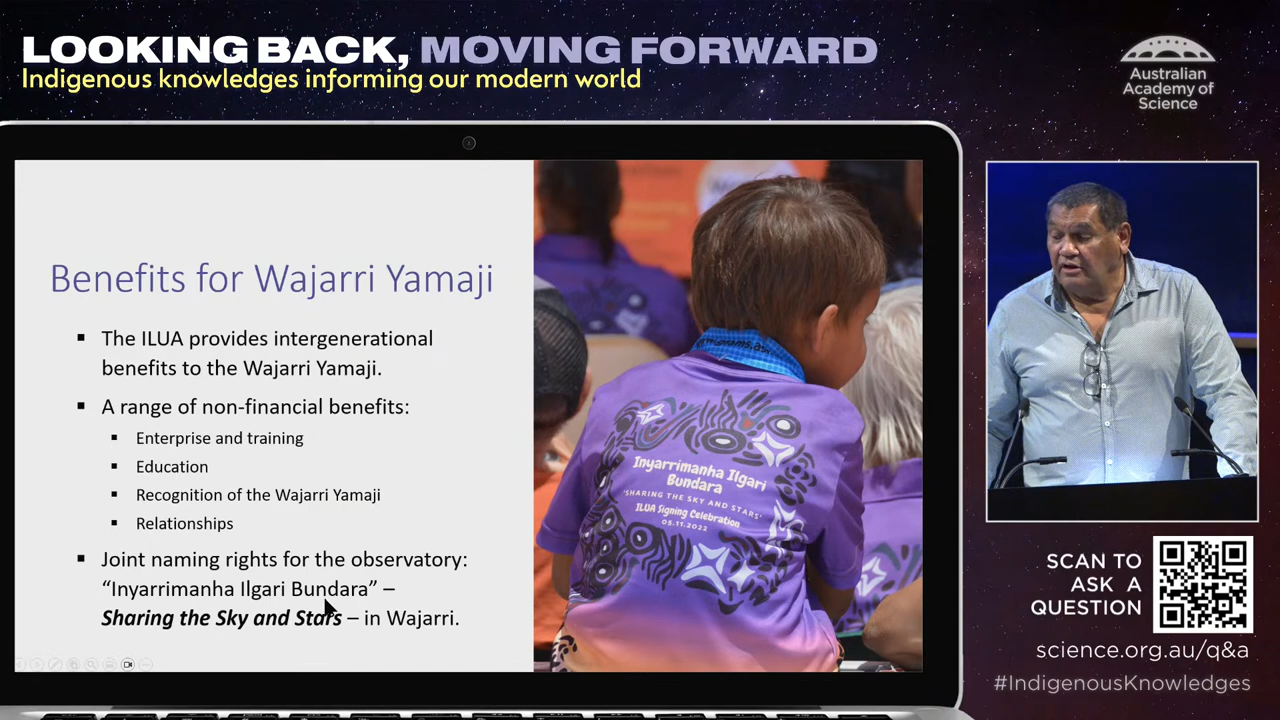 LOOKING BACK, MOVING FORWARD
Indigenous knowledges informing our modern world
Australian
Academy of
Science
Benefits for Wajarri Yamaji
▪ The ILUA provides intergenerational
benefits to the Wajarri Yamaji.
▪ A range of non-financial benefits:
▪ Enterprise and training
▪ Education
▪ Recognition of the Wajarri Yamaji
▪ Relationships
▪ Joint naming rights for the observatory:
“Inyarrimanha Ilgari Bundara” –
Sharing the Sky and Stars – in Wajarri.
Inyarrimanha Ilgari
Bundara
'SHARING THE SKY AND STARS'
ILUA Signing Celebration
05.11.2022
SCAN TO
ASK A
QUESTION
science.org.au/q&a
#IndigenousKnowledges